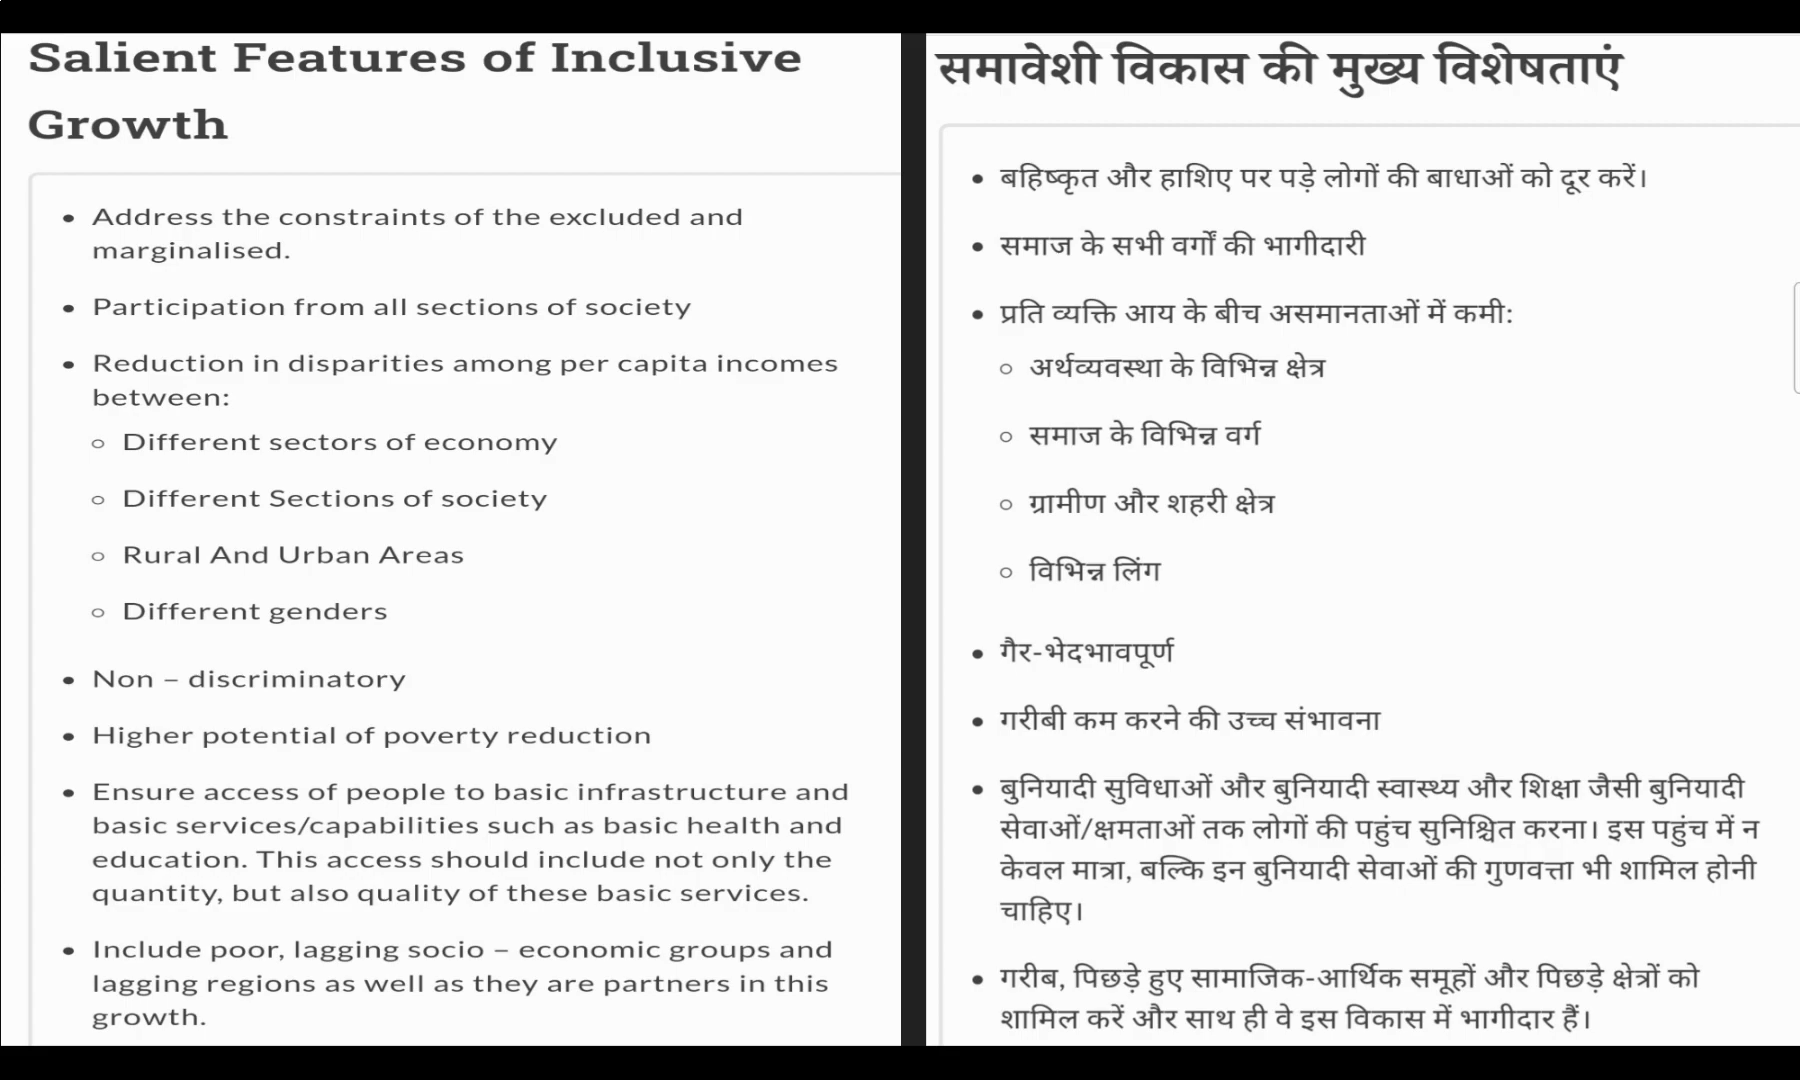 Salient Features of Inclusive
Growth
• Address the constraints of the excluded and
marginalised.
• Participation from all sections of society
• Reduction in disparities among per capita incomes
between:
○ Different sectors of economy
○ Different Sections of society
○ Rural And Urban Areas
○ Different genders
• Non – discriminatory
• Higher potential of poverty reduction
• Ensure access of people to basic infrastructure and
basic services/capabilities such as basic health and
education. This access should include not only the
quantity, but also quality of these basic services.
• Include poor, lagging socio – economic groups and
lagging regions as well as they are partners in this
growth.
समावेशी विकास की मुख्य विशेषताएं
• बहिष्कृत और हाशिए पर पड़े लोगों की बाधाओं को दूर करें।
• समाज के सभी वर्गों की भागीदारी
• प्रति व्यक्ति आय के बीच असमानताओं में कमी:
○ अर्थव्यवस्था के विभिन्न क्षेत्र
○ समाज के विभिन्न वर्ग
○ ग्रामीण और शहरी क्षेत्र
○ विभिन्न लिंग
• गैर-भेदभावपूर्ण
• गरीबी कम करने की उच्च संभावना
• बुनियादी सुविधाओं और बुनियादी स्वास्थ्य और शिक्षा जैसी बुनियादी
सेवाओं/क्षमताओं तक लोगों की पहुंच सुनिश्चित करना। इस पहुंच में न
केवल मात्रा, बल्कि इन बुनियादी सेवाओं की गुणवत्ता भी शामिल होनी
चाहिए।
• गरीब, पिछड़े हुए सामाजिक-आर्थिक समूहों और पिछड़े क्षेत्रों को
शामिल करें और साथ ही वे इस विकास में भागीदार हैं।